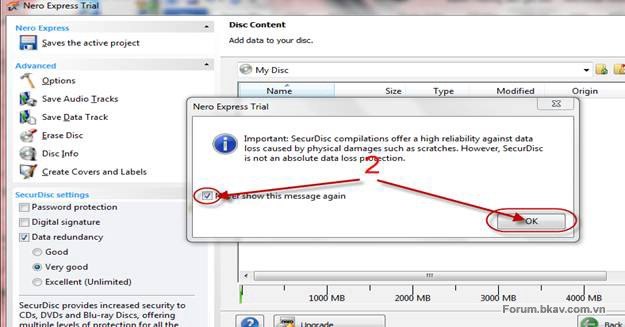 Nero Express Trial
Nero Express
Saves the active project
Advanced
Options
Save Audio Tracks
Save Data Track
Erase Disc
Disc Info
Create Covers and Labels
SecurDisc settings
Password protection
Digital signature
Data redundancy
Good
Very good
Excellent (Unlimited)
SecurDisc provides increased security to
CDs, DVDs and Blu-ray Discs, offering
multiple levels of protection for all the
Disc Content
Add data to your disc.
My Disc
Name Size Type Modified Origin
Nero Express Trial
Important: SecurDisc compilations offer a high reliability against data
loss caused by physical damages such as scratches. However, SecurDisc
is not an absolute data loss protection.
2
show this message again
OK
1000 MB 2000 MB 3000 MB 4000 MB
Forum.bkav.com.vn
Upgrade
Back